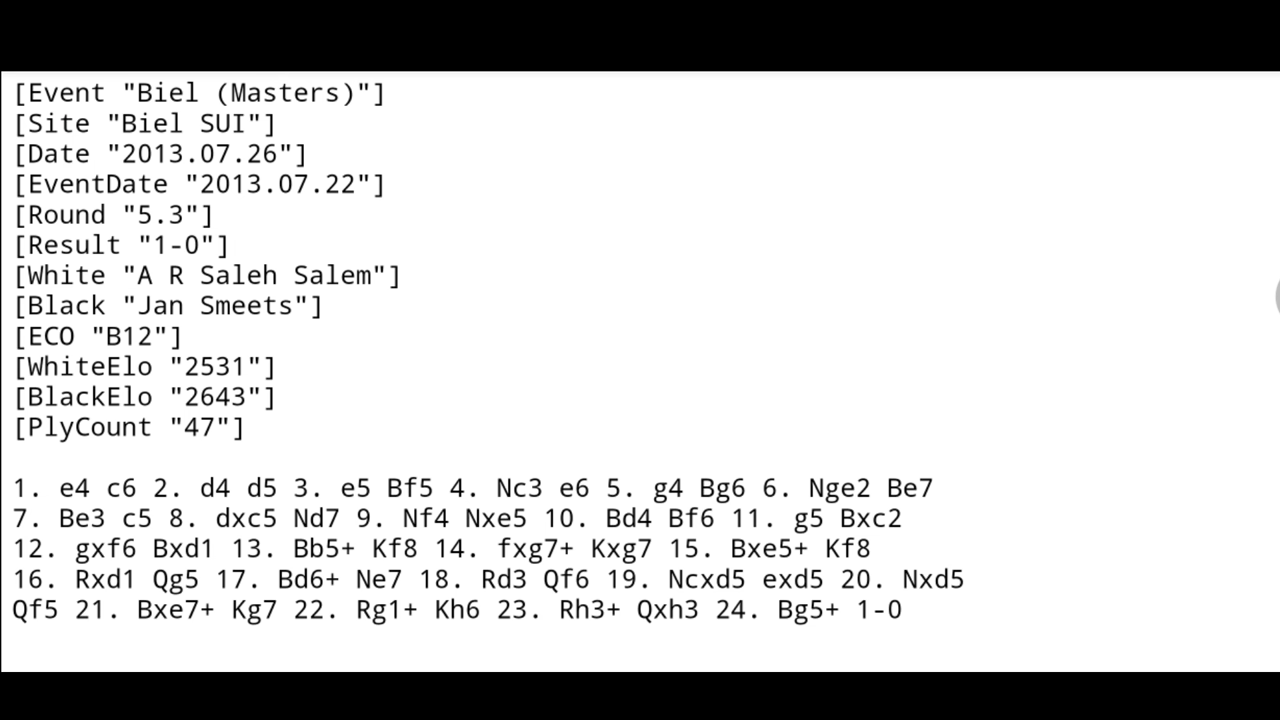 [Event "Biel (Masters)"]
[Site "Biel SUI"]
[Date "2013.07.26"]
[EventDate "2013.07.22"]
[Round "5.3"]
[Result "1-0"]
[White "A R Saleh Salem"]
[Black "Jan Smeets"]
[ECO "B12"]
[WhiteElo "2531"]
[BlackElo "2643"]
[PlyCount "47"]
1. e4 c6 2. d4 d5 3. e5 Bf5 4. Nc3 e6 5. g4 Bg6 6. Nge2 Be7
7. Be3 c5 8. dxc5 Nd7 9. Nf4 Nxe5 10. Bd4 Bf6 11. g5 Bxc2
12. gxf6 Bxd1 13. Bb5+ Kf8 14. fxg7+ Kxg7 15. Bxe5+ Kf8
16. Rxd1 Qg5 17. Bd6+ Ne7 18. Rd3 Qf6 19. Ncxd5 exd5 20. Nxd5
Qf5 21. Bxe7+ Kg7 22. Rg1+ Kh6 23. Rh3+ Qxh3 24. Bg5+ 1-0